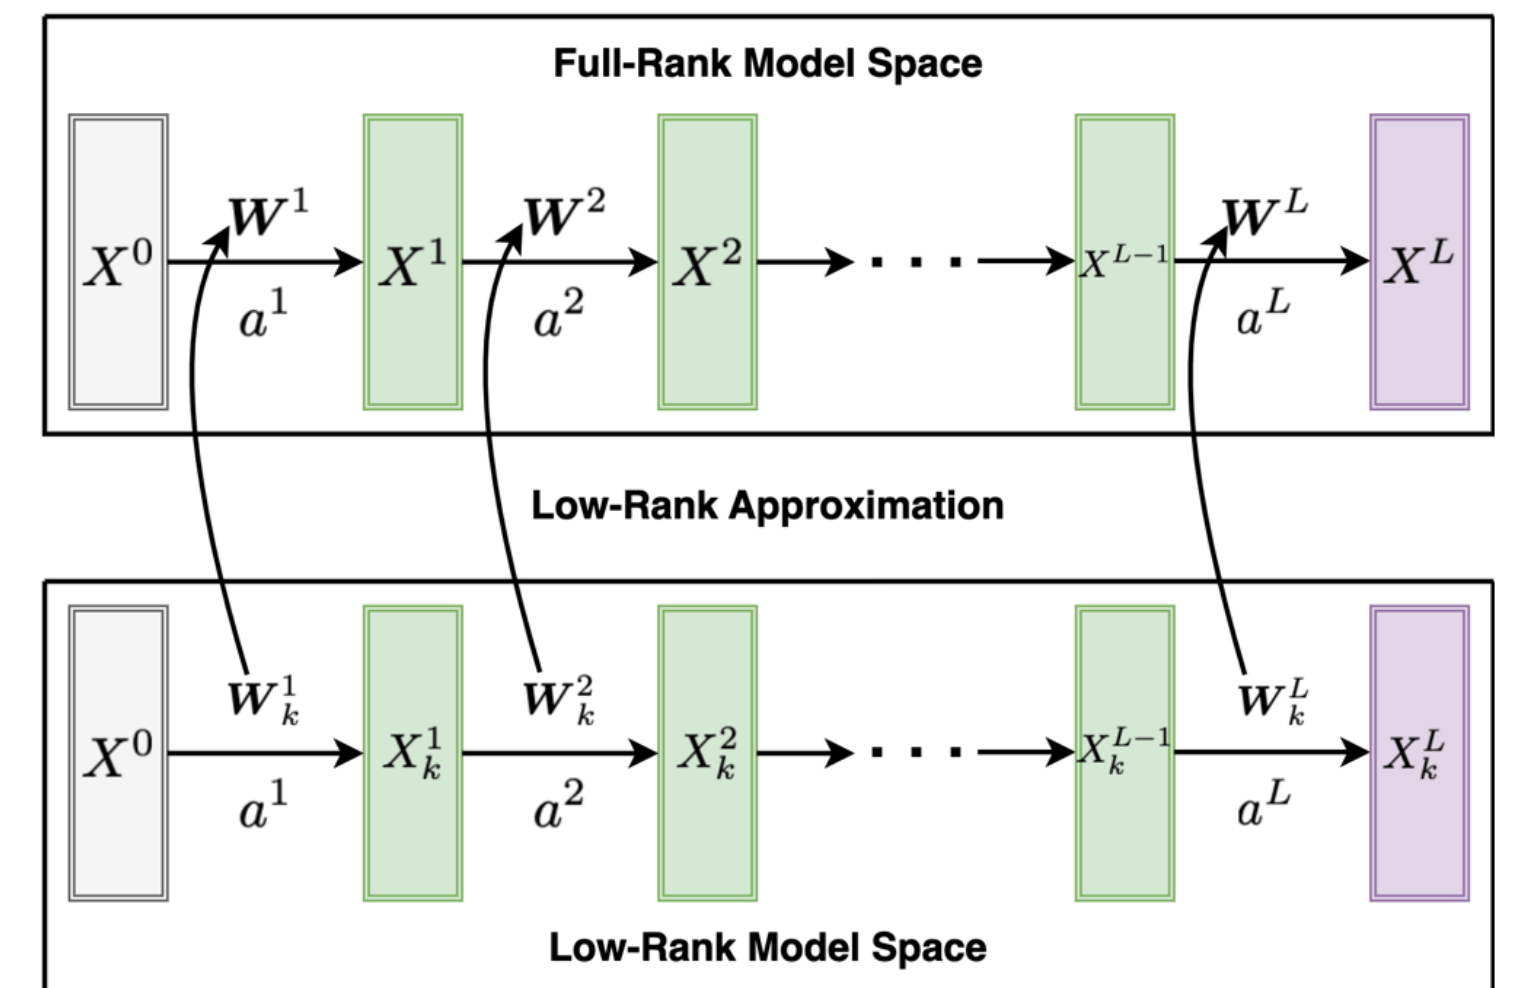 Full-Rank Model Space
W^1 W^2 W^L
X^0 X^1 X^2 · · · X^{L-1} X^L
a^1 a^2 a^L
Low-Rank Approximation
W_k^1 W_k^2 W_k^L
X^0 X_k^1 X_k^2 · · · X_k^{L-1} X_k^L
a^1 a^2 a^L
Low-Rank Model Space